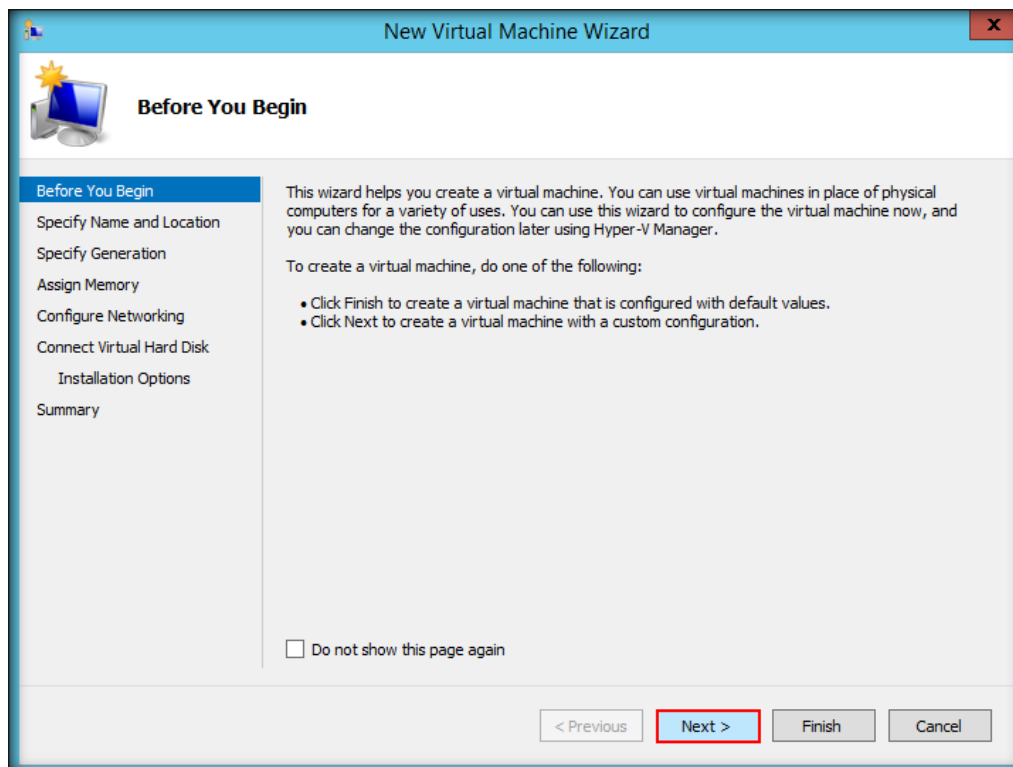 New Virtual Machine Wizard
x
Before You Begin
Before You Begin
Specify Name and Location
Specify Generation
Assign Memory
Configure Networking
Connect Virtual Hard Disk
Installation Options
Summary
This wizard helps you create a virtual machine. You can use virtual machines in place of physical
computers for a variety of uses. You can use this wizard to configure the virtual machine now, and
you can change the configuration later using Hyper-V Manager.
To create a virtual machine, do one of the following:
• Click Finish to create a virtual machine that is configured with default values.
• Click Next to create a virtual machine with a custom configuration.
Do not show this page again
< Previous
Next >
Finish
Cancel